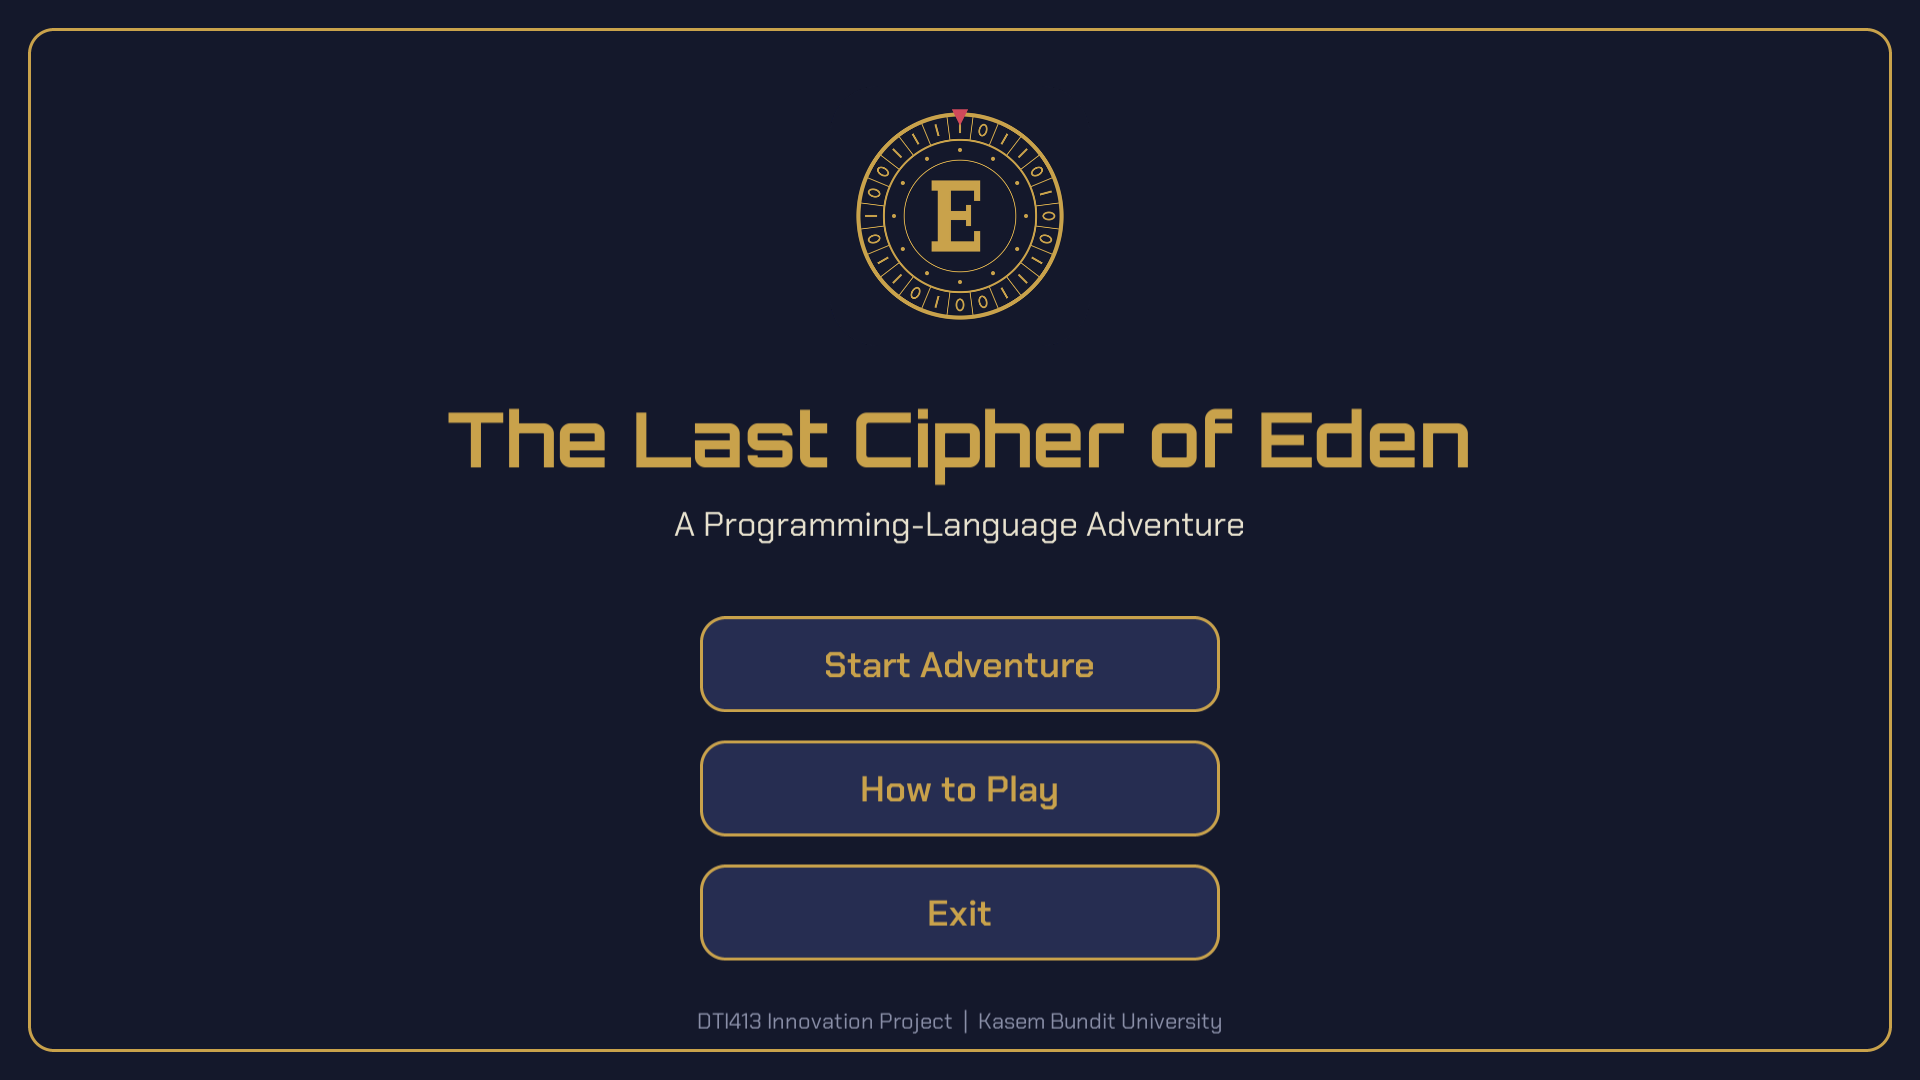 E
The Last Cipher of Eden
A Programming-Language Adventure
Start Adventure
How to Play
Exit
DTI413 Innovation Project | Kasem Bundit University